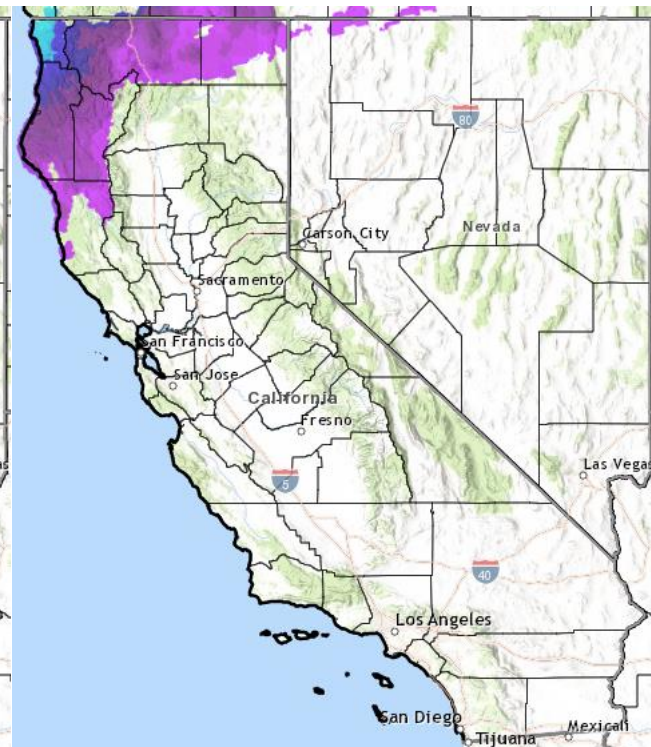 80
Nevada
Carson City
Sacramento
San Francisco
San Jose
California
Fresno
as
5
Las Vegas
40
Los Angeles
San Diego
Tijuana
Mexicali